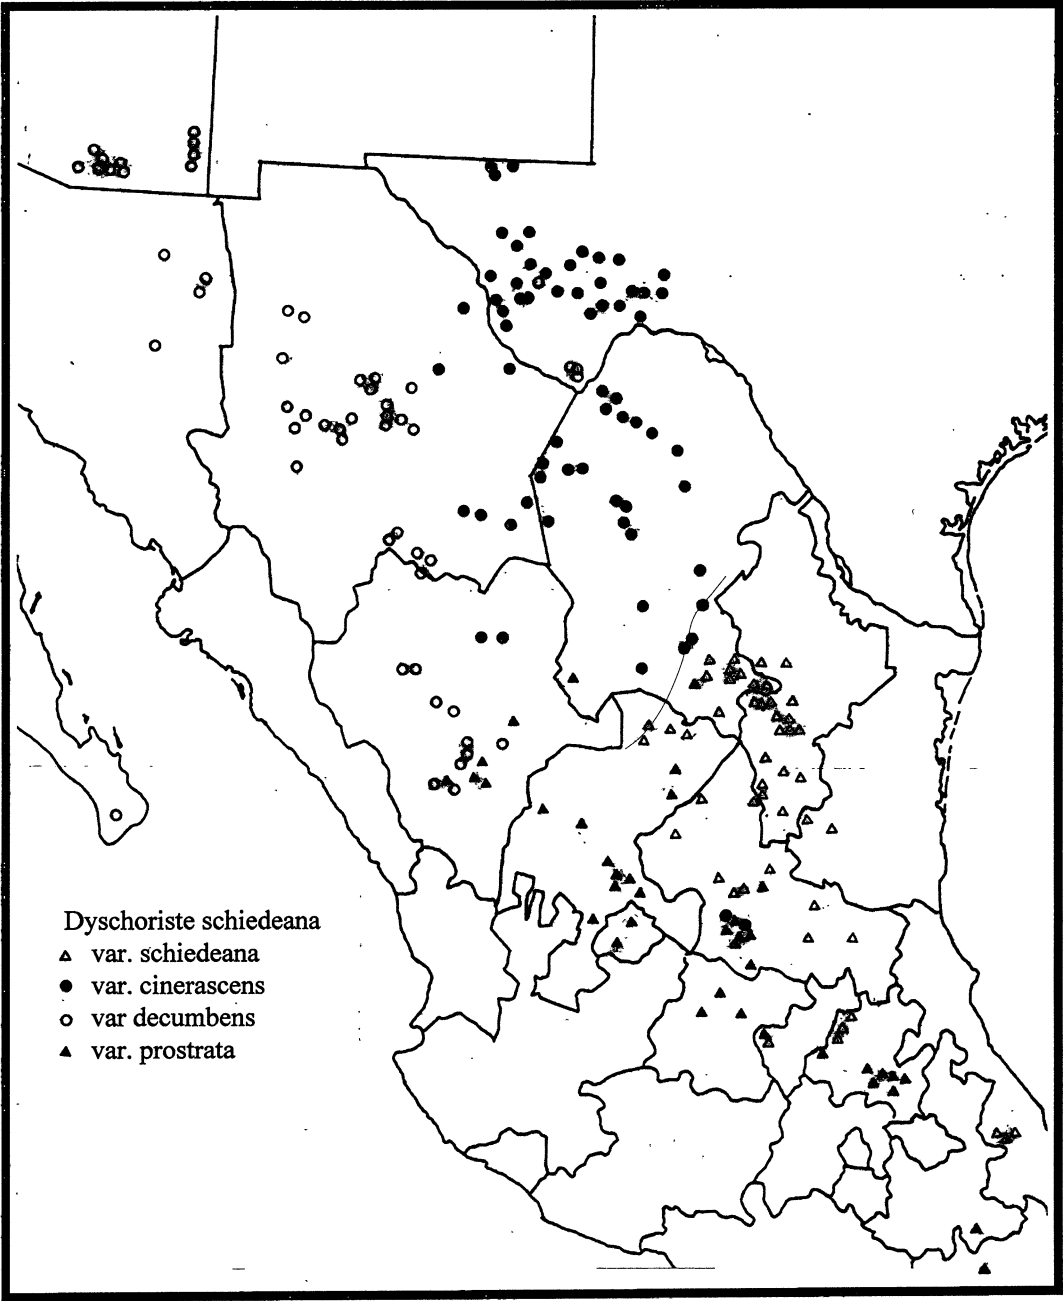 Dyschoriste schiedeana
var. schiedeana
var. cinerascens
var decumbens
var. prostrata